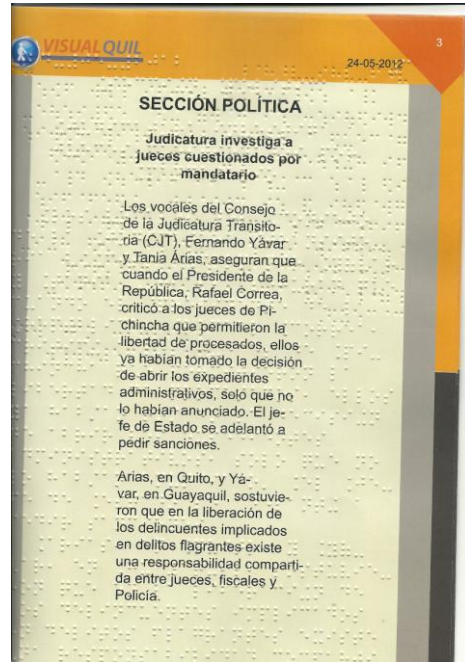 VISUAL QUIL
3
24-05-2012
SECCIÓN POLÍTICA
Judicatura investiga a
jueces cuestionados por
mandatario
Los vocales del Consejo
de la Judicatura Transito-
ria (CJT), Fernando Yávar
y Tania Arias, aseguran que
cuando el Presidente de la
República, Rafael Correa,
criticó a los jueces de Pi-
chincha que permitieron la
libertad de procesados, ellos
ya habían tomado la decisión
de abrir los expedientes
administrativos, solo que no
lo habían anunciado. El je-
fe de Estado se adelantó a
pedir sanciones.
Arias, en Quito, y Yá-
var, en Guayaquil, sostuvie-
ron que en la liberación de
los delincuentes implicados
en delitos flagrantes existe
una responsabilidad comparti-
da entre jueces, fiscales y
Policía.